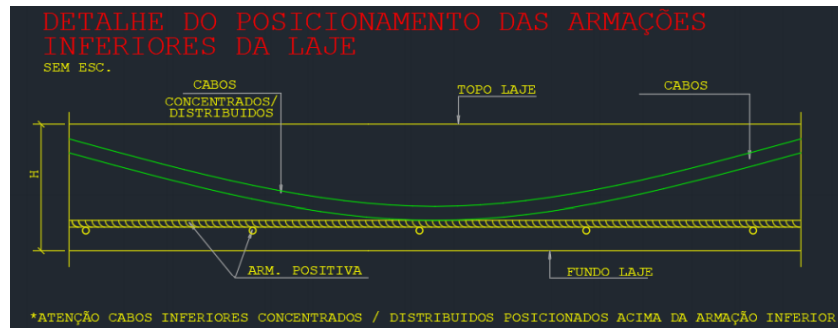 DETALHE DO POSICIONAMENTO DAS ARMAÇÕES
INFERIORES DA LAJE
SEM ESC.
CABOS
CONCENTRADOS/
DISTRIBUIDOS
TOPO LAJE
CABOS
H
ARM. POSITIVA
FUNDO LAJE
*ATENÇÃO CABOS INFERIORES CONCENTRADOS / DISTRIBUIDOS POSICIONADOS ACIMA DA ARMAÇÃO INFERIOR